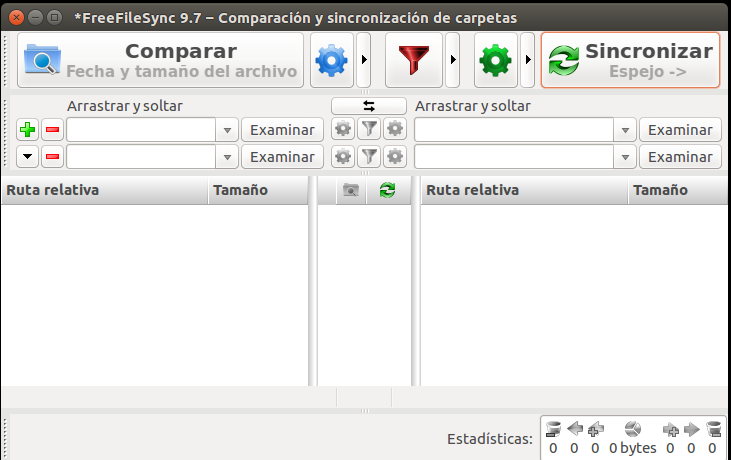 *FreeFileSync 9.7 – Comparación y sincronización de carpetas
Comparar
Fecha y tamaño del archivo
Sincronizar
Espejo ->
Arrastrar y soltar
Arrastrar y soltar
Examinar
Examinar
Examinar
Examinar
Ruta relativa Tamaño
Ruta relativa Tamaño
Estadísticas:
0 0 0 0 bytes 0 0 0